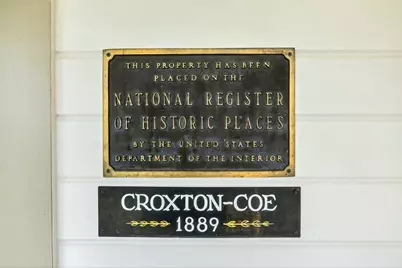 THIS PROPERTY HAS BEEN
PLACED ON THE
NATIONAL REGISTER
OF HISTORIC PLACES
BY THE UNITED STATES
DEPARTMENT OF THE INTERIOR
CROXTON-COE
1889